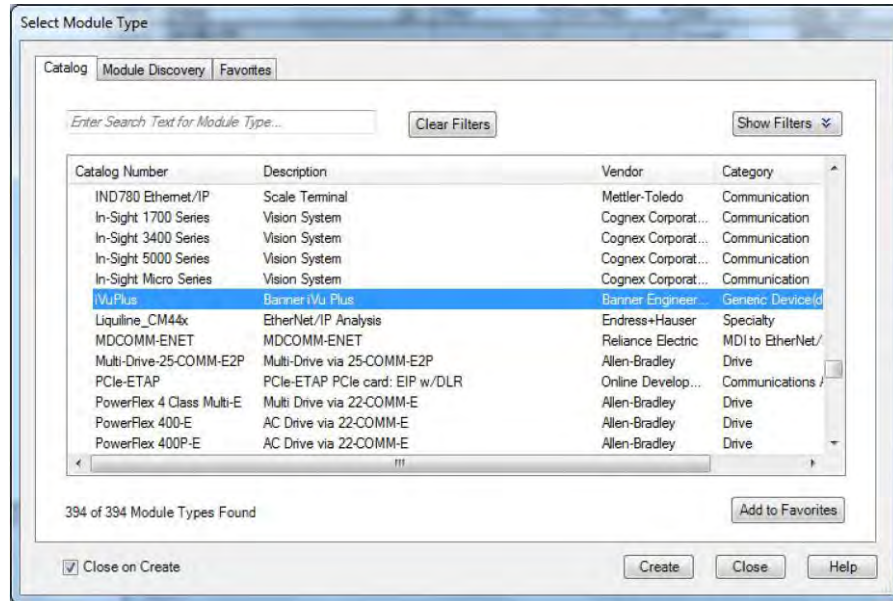 Select Module Type
Catalog Module Discovery Favorites
Enter Search Text for Module Type... Clear Filters Show Filters
Catalog Number Description Vendor Category
IND780 Ethernet/IP Scale Terminal Mettler-Toledo Communication
In-Sight 1700 Series Vision System Cognex Corporat... Communication
In-Sight 3400 Series Vision System Cognex Corporat... Communication
In-Sight 5000 Series Vision System Cognex Corporat... Communication
In-Sight Micro Series Vision System Cognex Corporat... Communication
iVuPlus Banner iVu Plus Banner Engineer... Generic Device(d
Liquiline_CM44x EtherNet/IP Analysis Endress+Hauser Specialty
MDCOMM-ENET MDCOMM-ENET Reliance Electric MDI to EtherNet/
Multi-Drive-25-COMM-E2P Multi-Drive via 25-COMM-E2P Allen-Bradley Drive
PCIe-ETAP PCIe-ETAP PCIe card: EIP w/DLR Online Develop... Communications
PowerFlex 4 Class Multi-E Multi Drive via 22-COMM-E Allen-Bradley Drive
PowerFlex 400-E AC Drive via 22-COMM-E Allen-Bradley Drive
PowerFlex 400P-E AC Drive via 22-COMM-E Allen-Bradley Drive
394 of 394 Module Types Found Add to Favorites
Close on Create Create Close Help